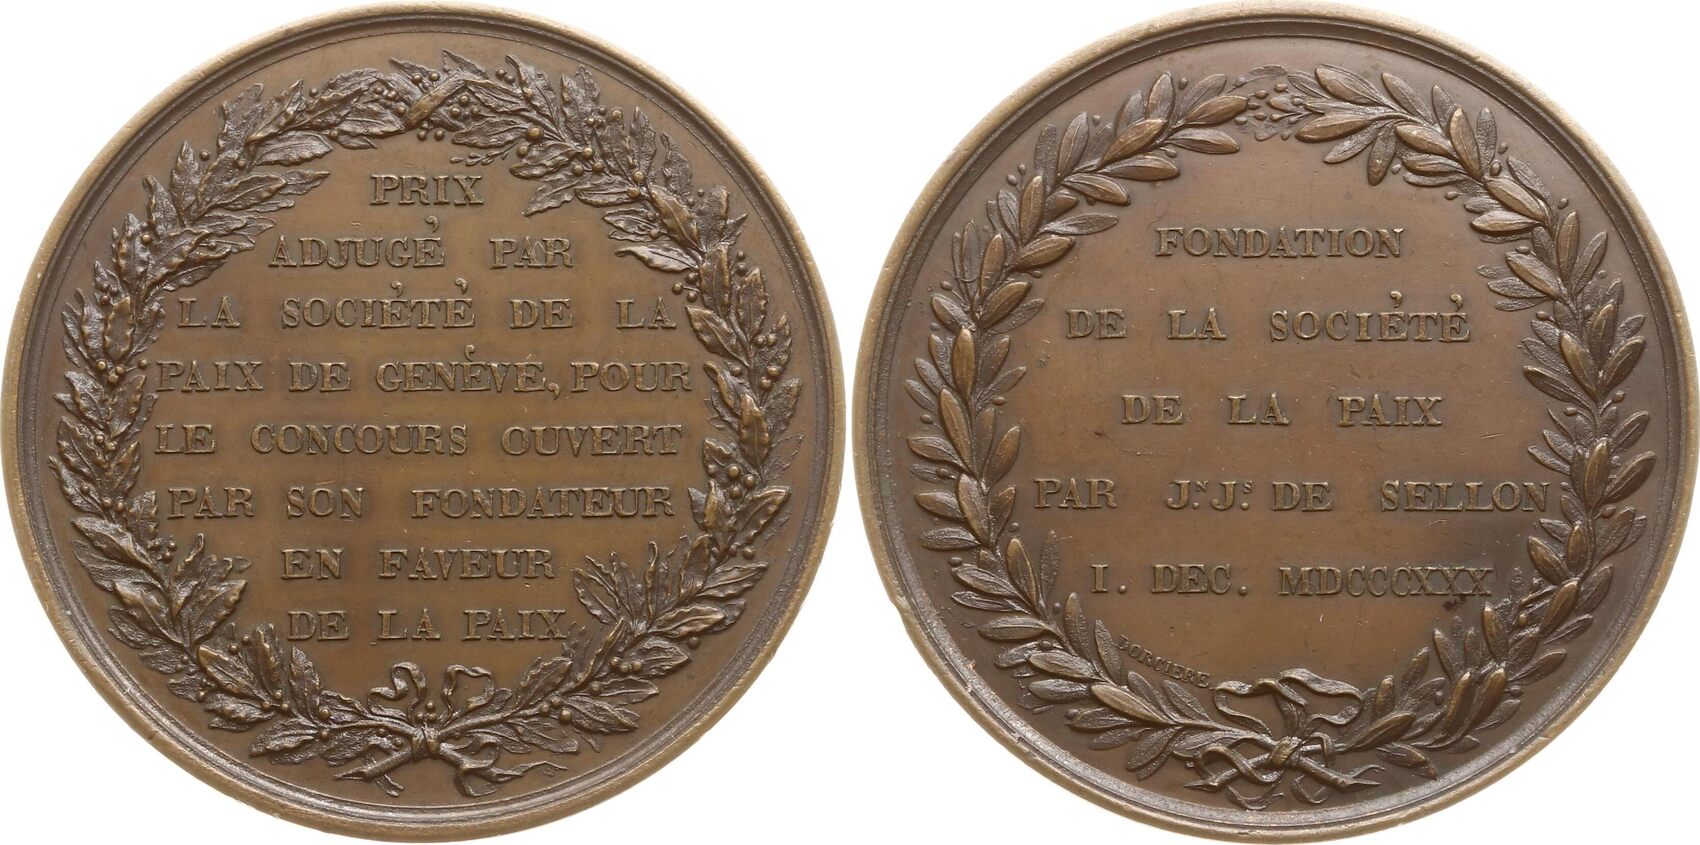 PRIX
ADJUGÉ PAR
LA SOCIÉTÉ DE LA
PAIX DE GENÈVE, POUR
LE CONCOURS OUVERT
PAR SON FONDATEUR
EN FAVEUR
DE LA PAIX
FONDATION
DE LA SOCIÉTÉ
DE LA PAIX
PAR J.N J.S DE SELLON
I. DEC. MDCCCXXX
DORCIERE.